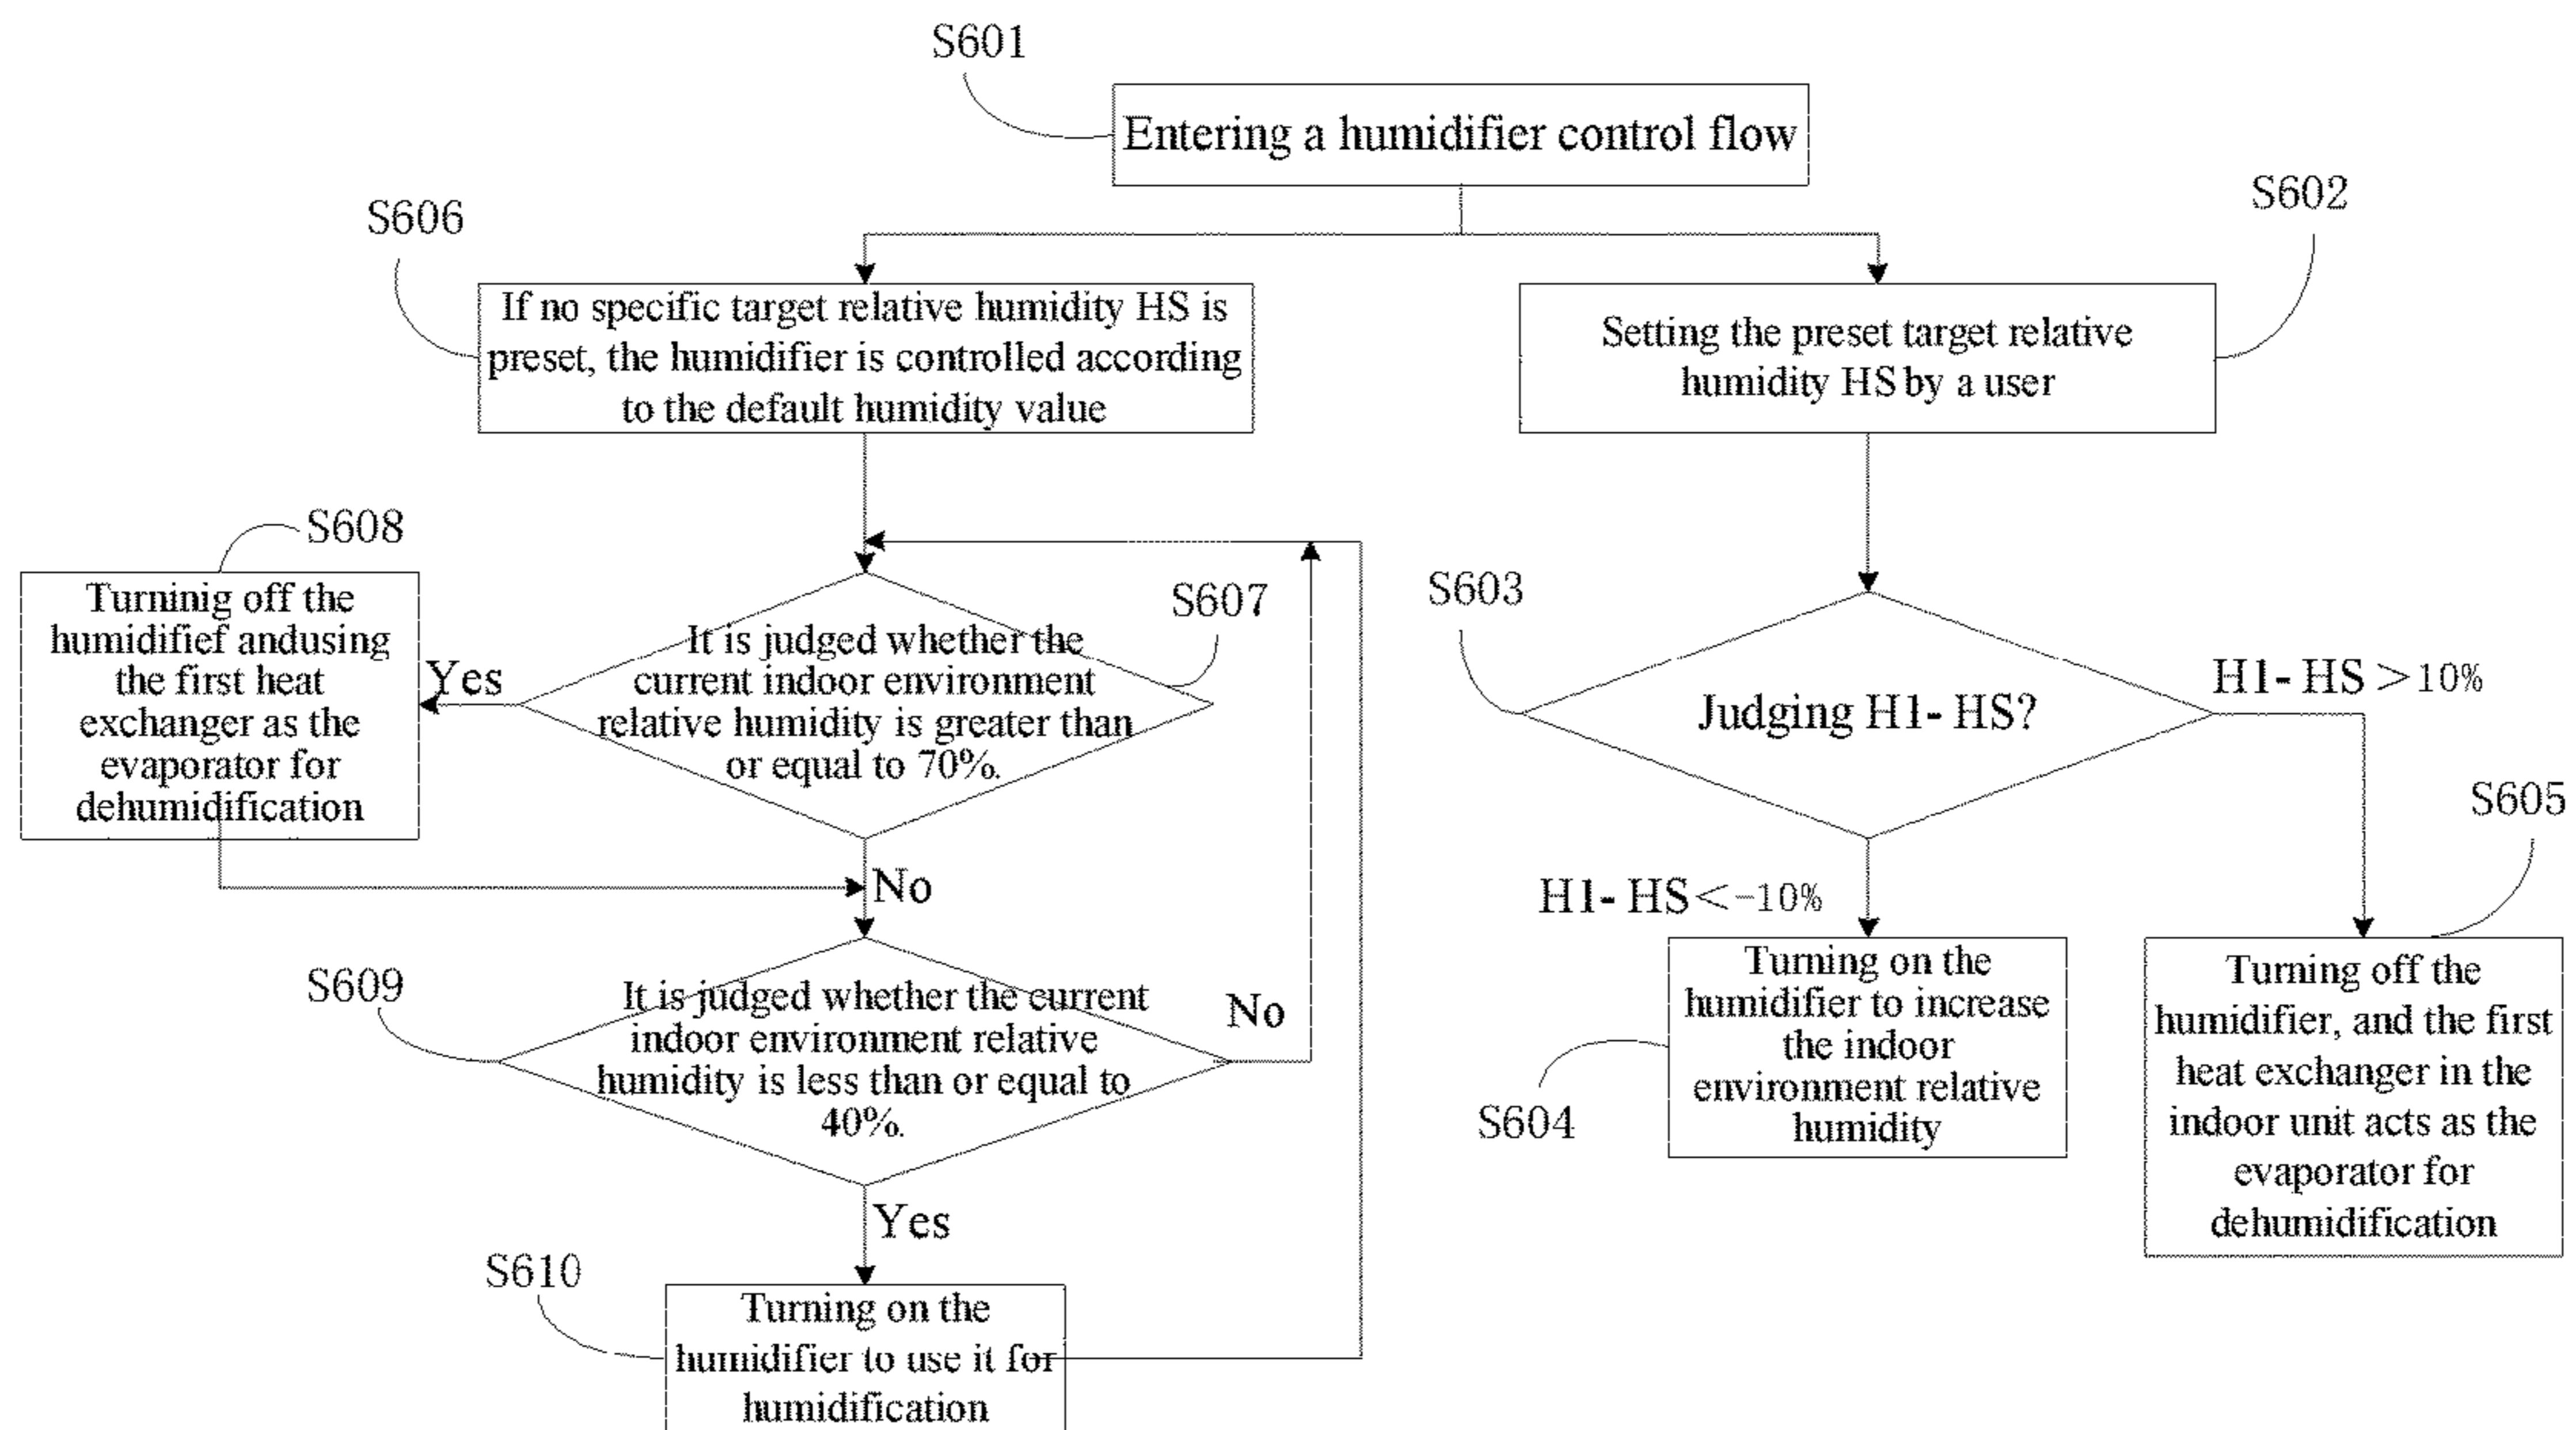 S601
Entering a humidifier control flow
S606
If no specific target relative humidity HS is
preset, the humidifier is controlled according
to the default humidity value
S602
Setting the preset target relative
humidity HS by a user
S608
Turninig off the
humidifief andusing
the first heat
exchanger as the
evaporator for
dehumidification
Yes
S607
It is judged whether the
current indoor environment
relative humidity is greater than
or equal to 70%.
No
S603
Judging H1- HS?
H1- HS >10%
H1- HS<-10%
S605
S609
It is judged whether the current
indoor environment relative
humidity is less than or equal to
40%.
No
Yes
S604
Turning on the
humidifier to increase
the indoor
environment relative
humidity
Turning off the
humidifier, and the first
heat exchanger in the
indoor unit acts as the
evaporator for
dehumidification
S610
Turning on the
humidifier to use it for
humidification